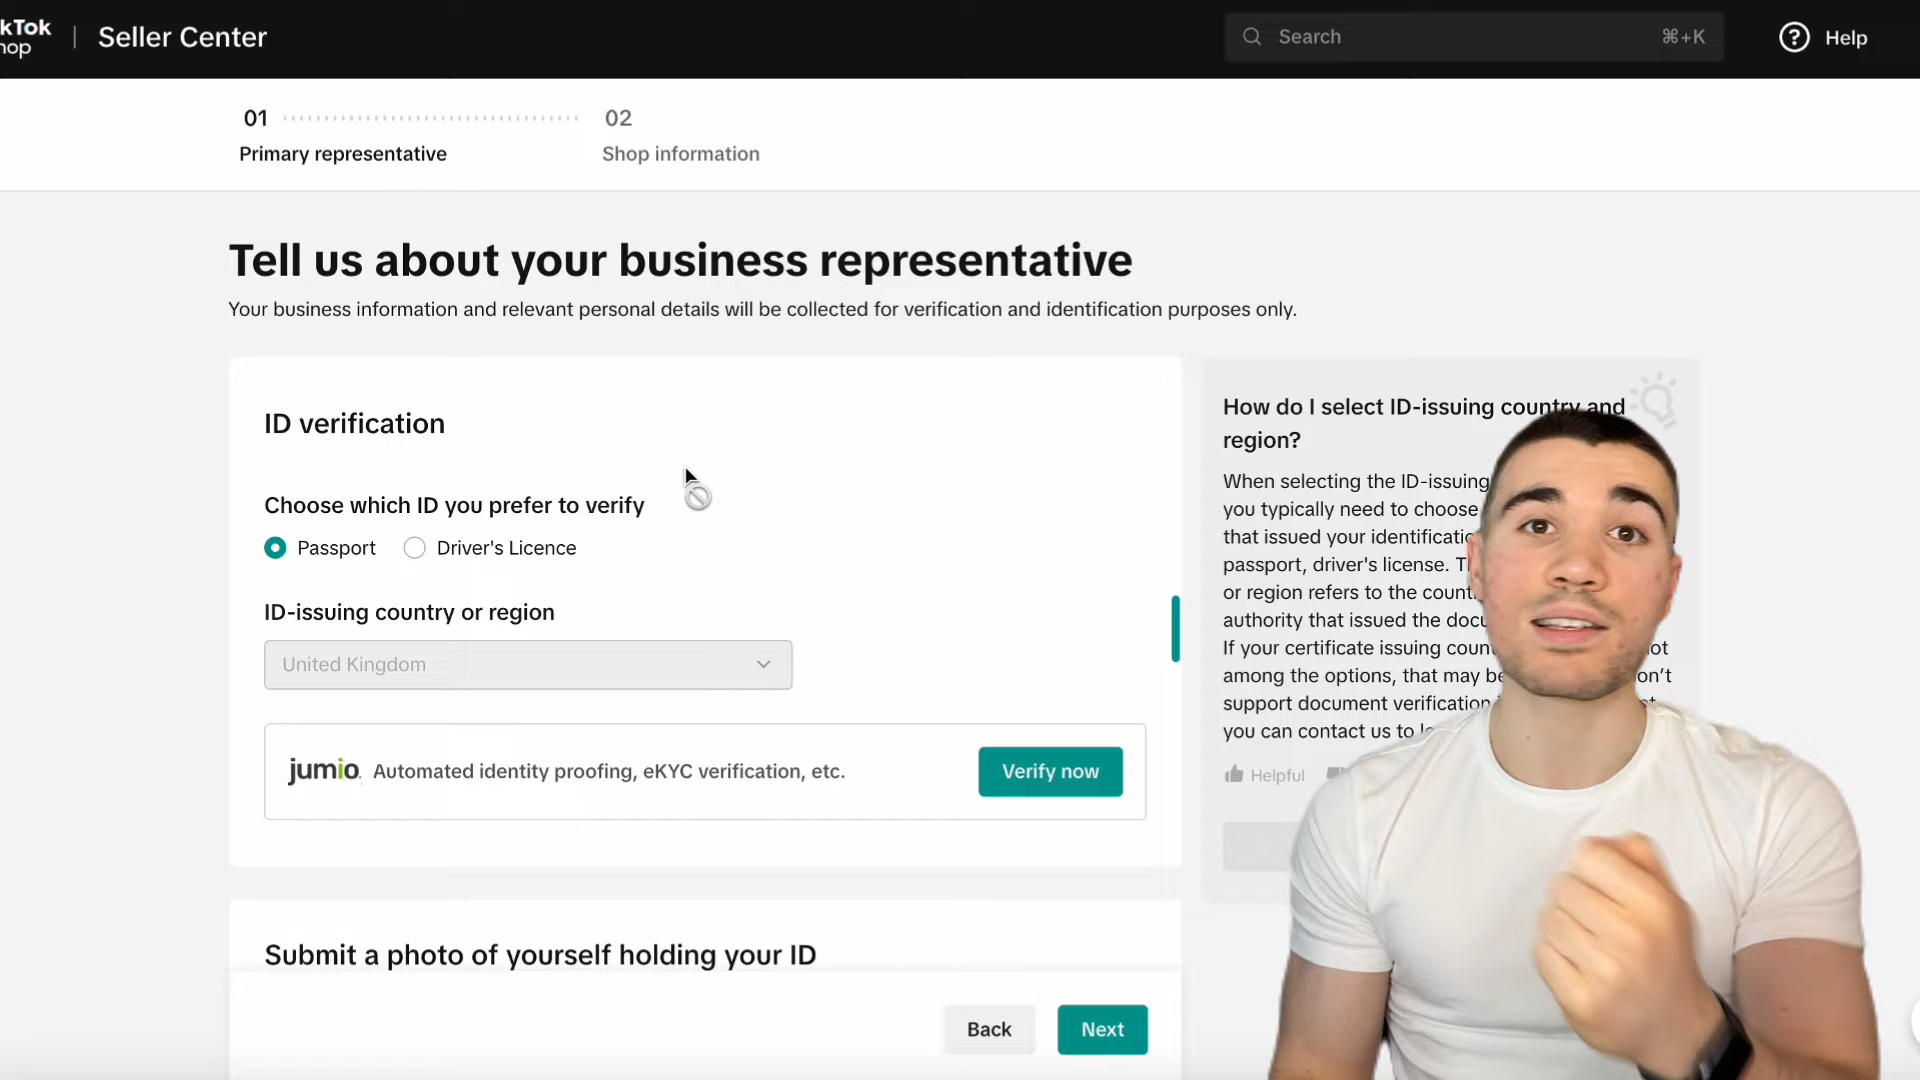 kTok
hop
Seller Center
Search
⌘+K
Help
01
02
Primary representative
Shop information
Tell us about your business representative
Your business information and relevant personal details will be collected for verification and identification purposes only.
ID verification
Choose which ID you prefer to verify
Passport
Driver's Licence
ID-issuing country or region
United Kingdom
jumio. Automated identity proofing, eKYC verification, etc.
Verify now
Submit a photo of yourself holding your ID
Back
Next
How do I select ID-issuing country and
region?
When selecting the ID-issuing
you typically need to choose
that issued your
passport, driver's license.
or region refers to the
authority that issued the
If your certificate issuing
among the options, that may
support document verification
you can contact us to
Helpful